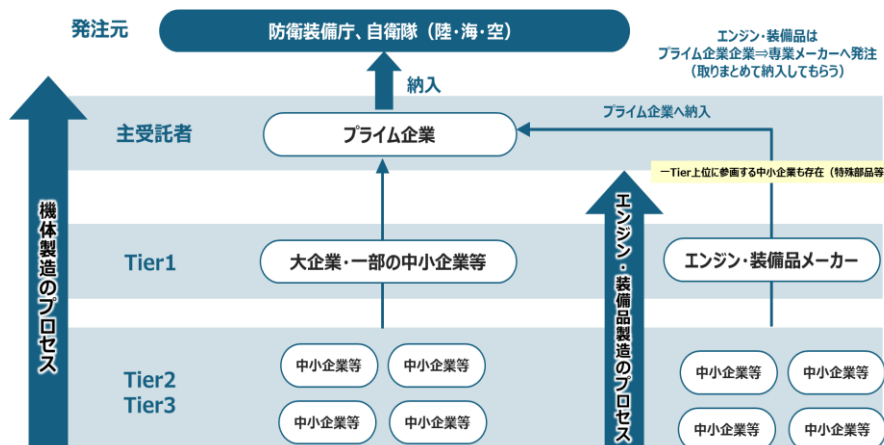 発注元
防衛装備庁、自衛隊（陸・海・空）
エンジン・装備品は
プライム企業企業⇒専業メーカーへ発注
（取りまとめて納入してもらう）
納入
プライム企業へ納入
主受託者
プライム企業
ーTier上位に参画する中小企業も存在（特殊部品等
機体製造のプロセス
エンジン・装備品製造のプロセス
Tier1
大企業・一部の中小企業等
エンジン・装備品メーカー
Tier2
Tier3
中小企業等
中小企業等
中小企業等
中小企業等
中小企業等
中小企業等
中小企業等
中小企業等